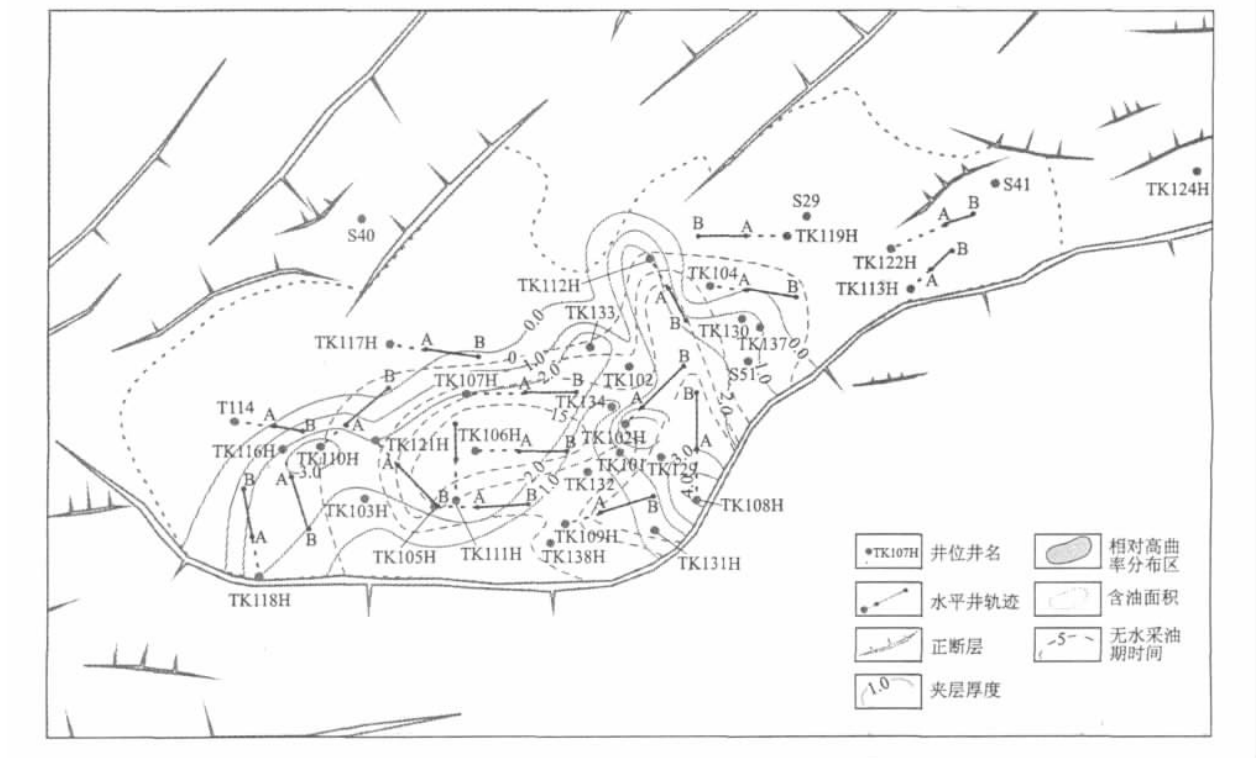 S41
TK124H
S29
B
A
TK119H
B
A
S40
TK122H
B
TK113H
A
TK112H
TK104
A
B
A
B
TK130
TK137
TK133
0.0
0.0
TK117H
A
B
0
1.0
2.0
S51
1.0
TK102
B
TK107H
A
B
B
B
2.0
TK134
15
A
T114
A
B
A
TK102H
TK116H
TK110H
TK121H
TK106H
A
B
A
TK101
TK129
3.0
3.0
A
A
2.0
1.0
TK132
4.0
B
TK103H
B
A
B
A
B
TK108H
A
B
TK109H
TK105H
TK111H
TK138H
TK131H
TK118H
TK107H
井位井名
相对高曲
率分布区
水平井轨迹
含油面积
正断层
5
无水采油
期时间
1.0
夹层厚度